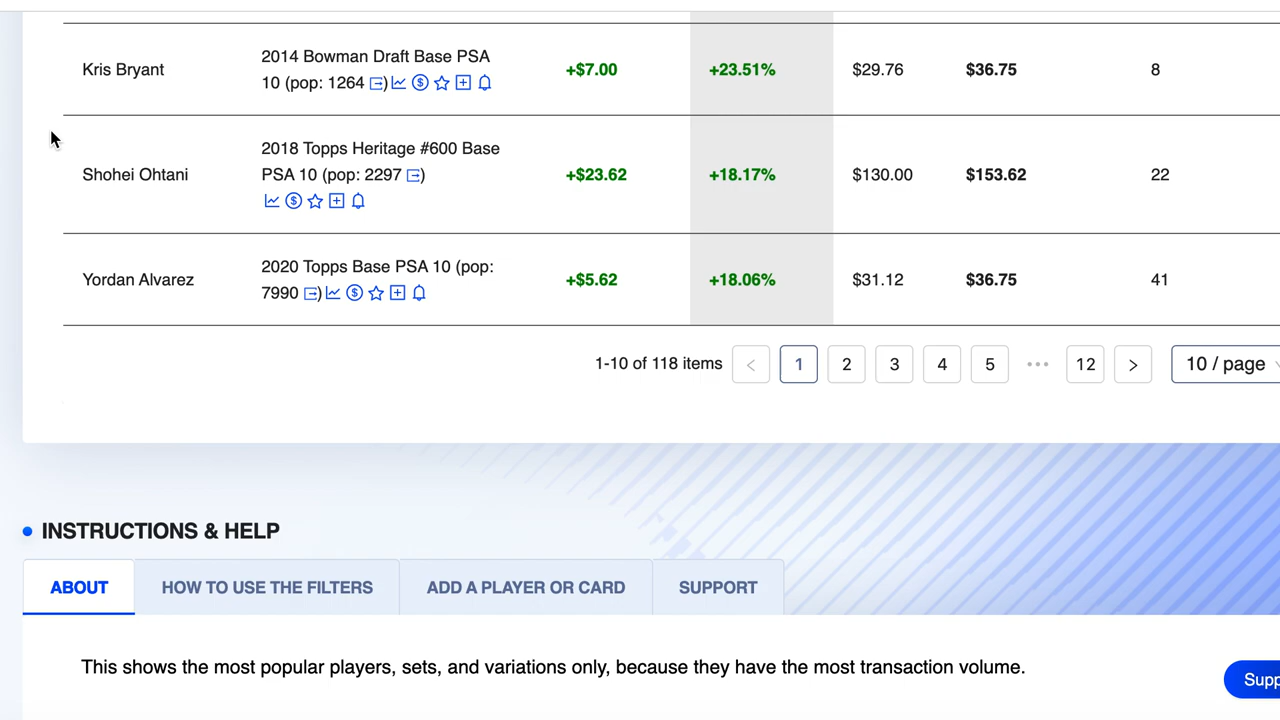 Kris Bryant
2014 Bowman Draft Base PSA
10 (pop: 1264 )
+$7.00
+23.51%
$29.76
$36.75
8
Shohei Ohtani
2018 Topps Heritage #600 Base
PSA 10 (pop: 2297 )
+$23.62
+18.17%
$130.00
$153.62
22
Yordan Alvarez
2020 Topps Base PSA 10 (pop:
7990 )
+$5.62
+18.06%
$31.12
$36.75
41
1-10 of 118 items < 1 2 3 4 5 ••• 12 > 10 / page
INSTRUCTIONS & HELP
ABOUT HOW TO USE THE FILTERS ADD A PLAYER OR CARD SUPPORT
This shows the most popular players, sets, and variations only, because they have the most transaction volume.
Supp